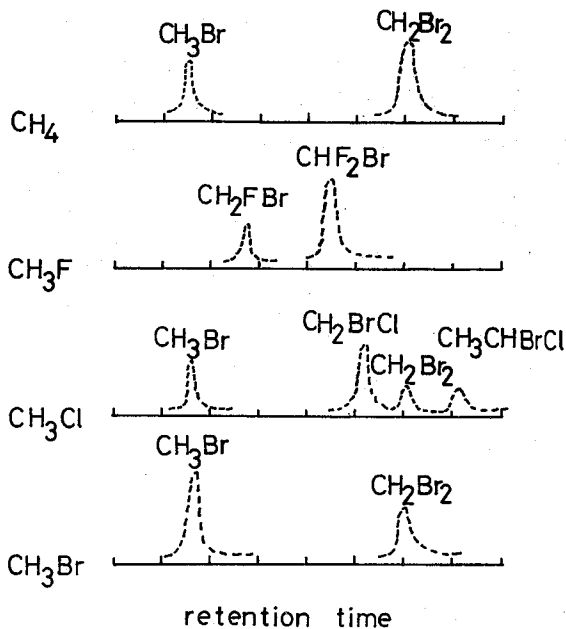 CH3Br CH2Br2
CH4
CH2FBr CHF2Br
CH3F
CH3Br CH2BrCl CH2Br2 CH3CHBrCl
CH3Cl
CH3Br CH2Br2
CH3Br
retention time